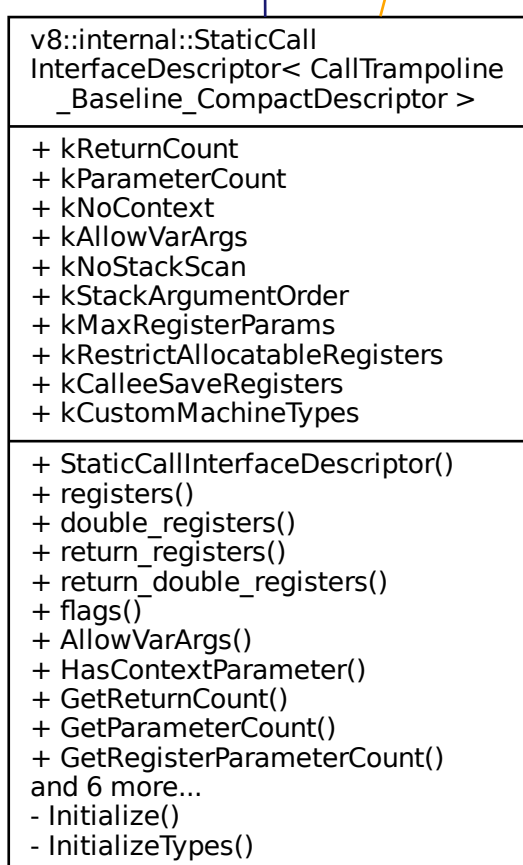 v8::internal::StaticCall
InterfaceDescriptor< CallTrampoline
_Baseline_CompactDescriptor >
+ kReturnCount
+ kParameterCount
+ kNoContext
+ kAllowVarArgs
+ kNoStackScan
+ kStackArgumentOrder
+ kMaxRegisterParams
+ kRestrictAllocatableRegisters
+ kCalleeSaveRegisters
+ kCustomMachineTypes
+ StaticCallInterfaceDescriptor()
+ registers()
+ double_registers()
+ return_registers()
+ return_double_registers()
+ flags()
+ AllowVarArgs()
+ HasContextParameter()
+ GetReturnCount()
+ GetParameterCount()
+ GetRegisterParameterCount()
and 6 more...
- Initialize()
- InitializeTypes()